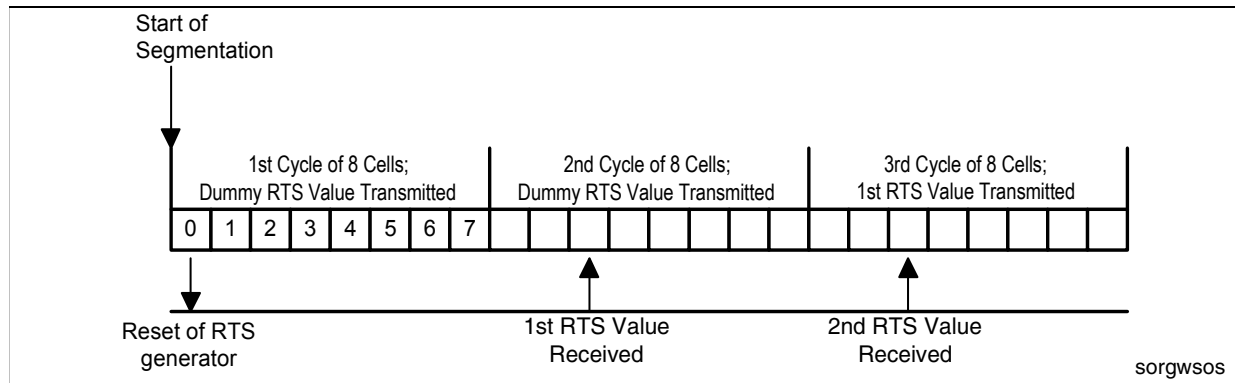 Start of
Segmentation
1st Cycle of 8 Cells;
Dummy RTS Value Transmitted
2nd Cycle of 8 Cells;
Dummy RTS Value Transmitted
3rd Cycle of 8 Cells;
1st RTS Value Transmitted
0 1 2 3 4 5 6 7
Reset of RTS
generator
1st RTS Value
Received
2nd RTS Value
Received
sorgwsos